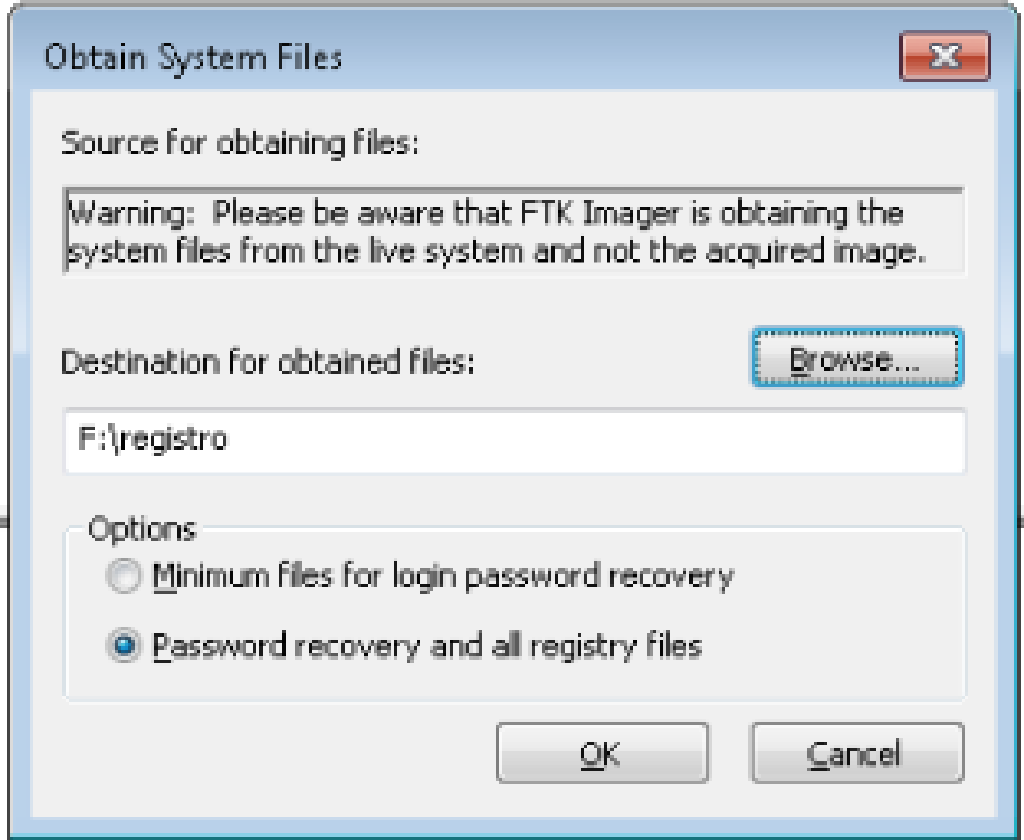 Obtain System Files
Source for obtaining files:
Warning:  Please be aware that FTK Imager is obtaining the
system files from the live system and not the acquired image.
Destination for obtained files:
Browse...
F:\registro
Options
Minimum files for login password recovery
Password recovery and all registry files
OK
Cancel